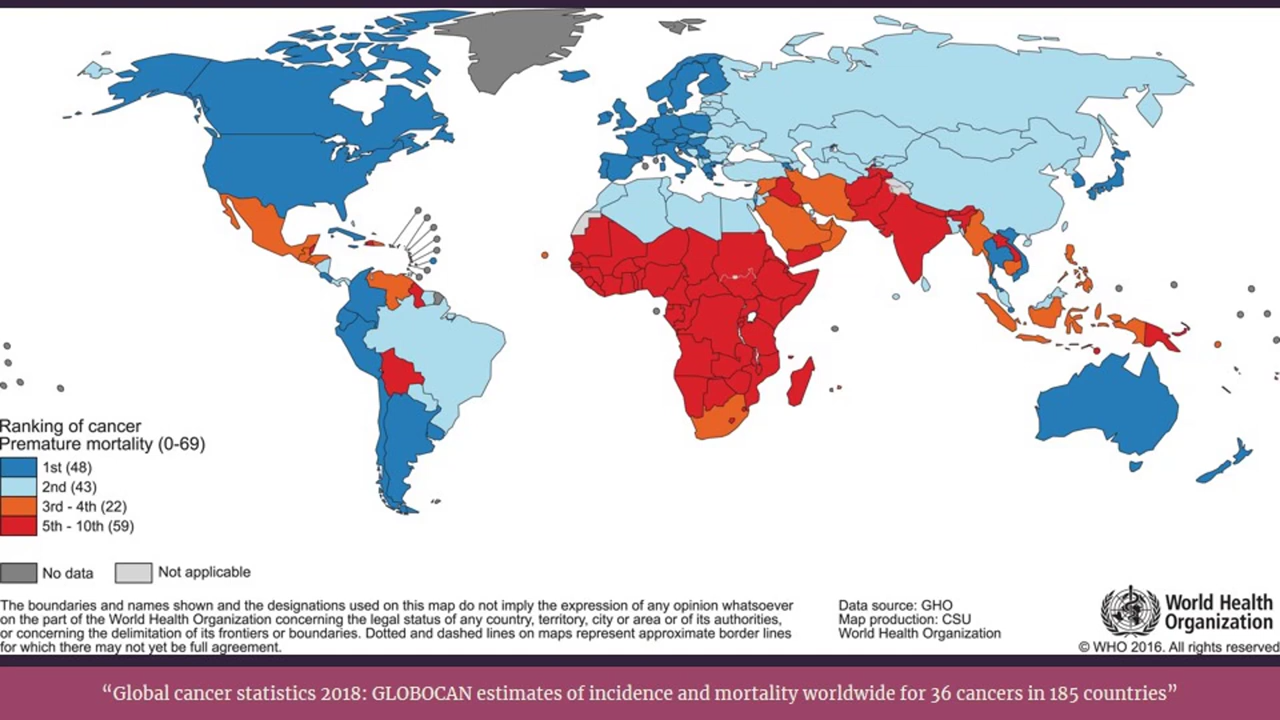 Ranking of cancer
Premature mortality (0-69)
1st (48)
2nd (43)
3rd - 4th (22)
5th - 10th (59)
No data
Not applicable
The boundaries and names shown and the designations used on this map do not imply the expression of any opinion whatsoever
on the part of the World Health Organization concerning the legal status of any country, territory, city or area or of its authorities,
or concerning the delimitation of its frontiers or boundaries. Dotted and dashed lines on maps represent approximate border lines
for which there may not yet be full agreement.
Data source: GHO
Map production: CSU
World Health Organization
World Health
Organization
© WHO 2016. All rights reserved
“Global cancer statistics 2018: GLOBOCAN estimates of incidence and mortality worldwide for 36 cancers in 185 countries”